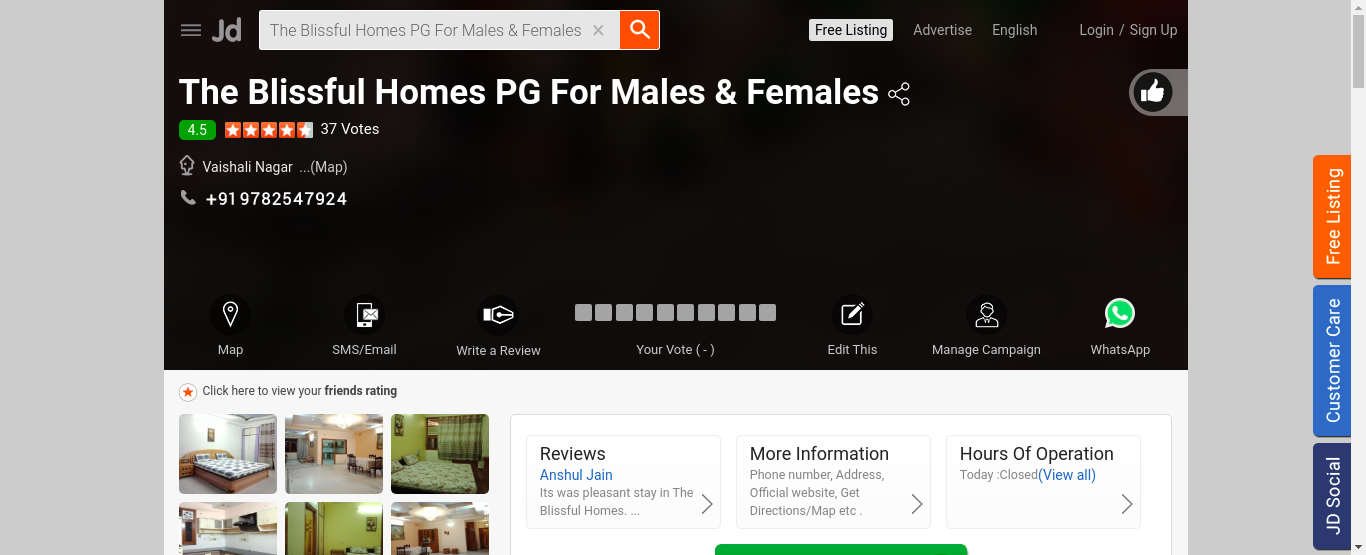 Jd
The Blissful Homes PG For Males & Females ×
Free Listing
Advertise
English
Login / Sign Up
The Blissful Homes PG For Males & Females
4.5
37 Votes
Vaishali Nagar ...(Map)
+919782547924
Map
SMS/Email
Write a Review
Your Vote ( - )
Edit This
Manage Campaign
WhatsApp
Click here to view your friends rating
Reviews
Anshul Jain
Its was pleasant stay in The
Blissful Homes. ...
More Information
Phone number, Address,
Official website, Get
Directions/Map etc .
Hours Of Operation
Today :Closed(View all)
Free Listing
Customer Care
JD Social